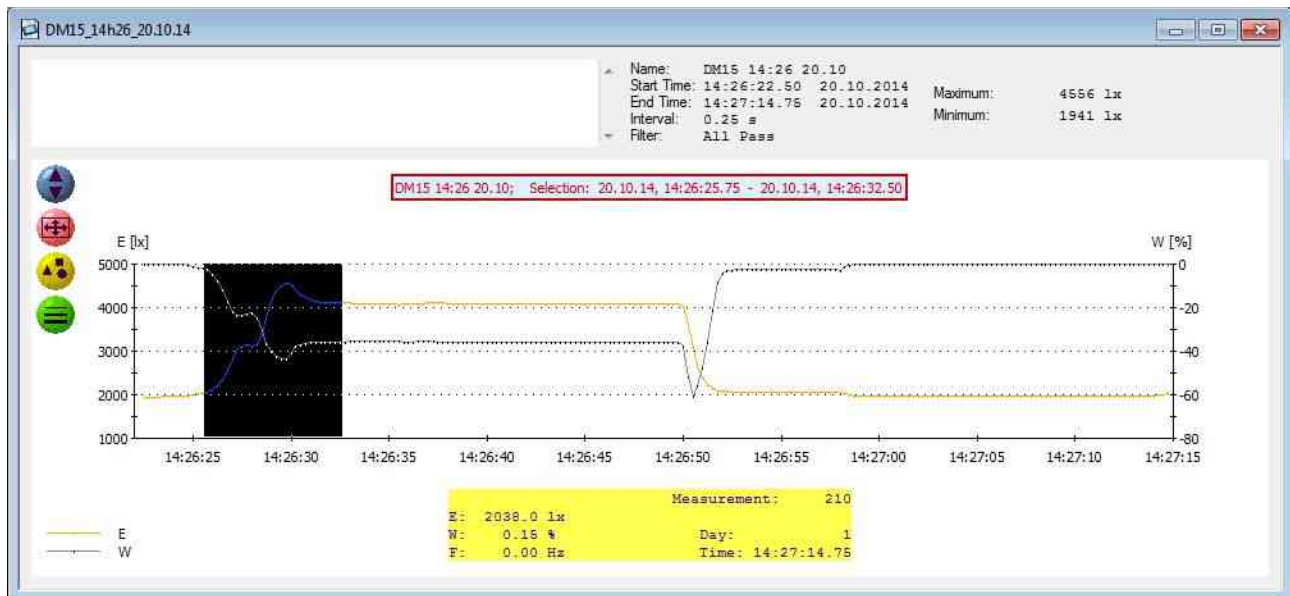 DM15_14h26_20.10.14
Name: DM15 14:26 20.10
Start Time: 14:26:22.50 20.10.2014
End Time: 14:27:14.75 20.10.2014
Interval: 0.25 s
Filter: All Pass
Maximum: 4556 lx
Minimum: 1941 lx
DM15 14:26 20.10; Selection: 20.10.14, 14:26:25.75 - 20.10.14, 14:26:32.50
E [lx] W [%]
5000 0
4000 -20
3000 -40
2000 -60
1000 -80
14:26:25 14:26:30 14:26:35 14:26:40 14:26:45 14:26:50 14:26:55 14:27:00 14:27:05 14:27:10 14:27:15
Measurement: 210
E: 2038.0 lx
W: 0.15 % Day: 1
F: 0.00 Hz Time: 14:27:14.75
E
W